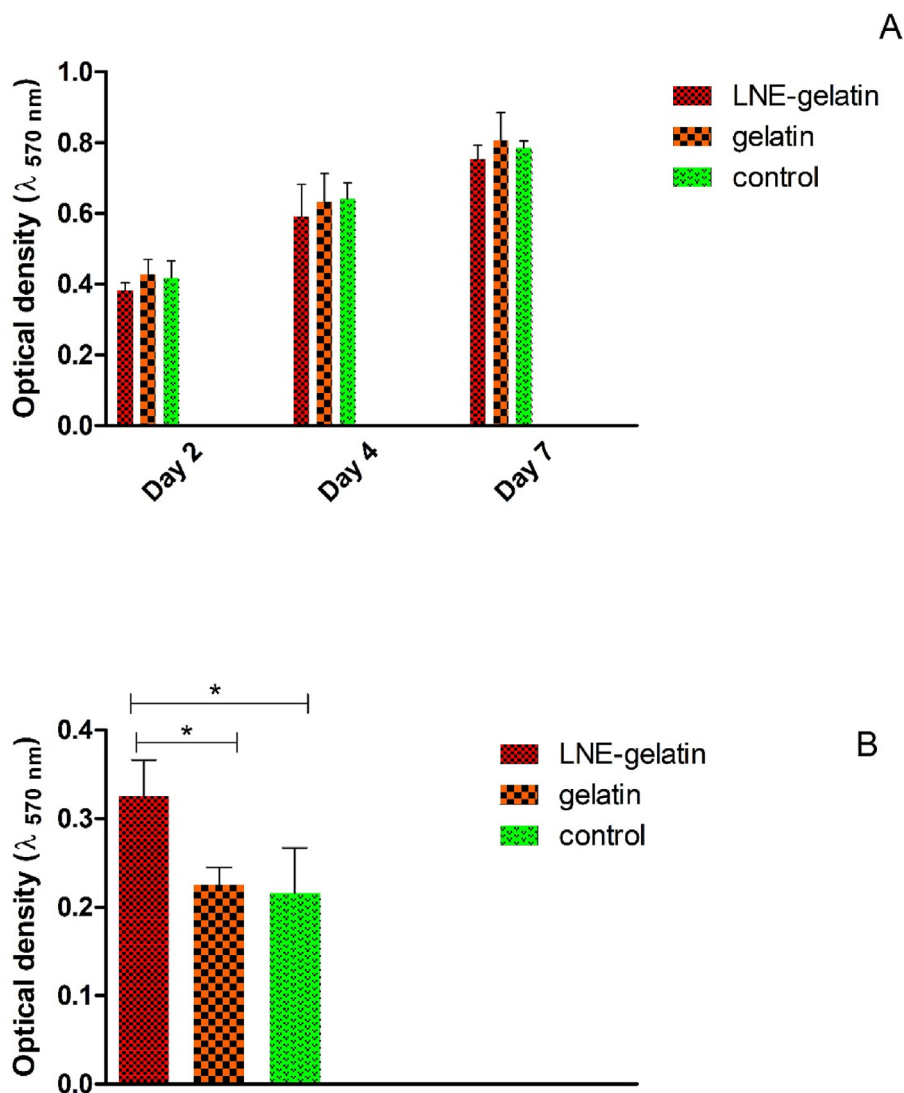 A
Optical density (λ 570 nm)
1.0
0.8
0.6
0.4
0.2
0.0
Day 2
Day 4
Day 7
LNE-gelatin
gelatin
control
B
Optical density (λ 570 nm)
0.4
0.3
0.2
0.1
0.0
*
*
LNE-gelatin
gelatin
control